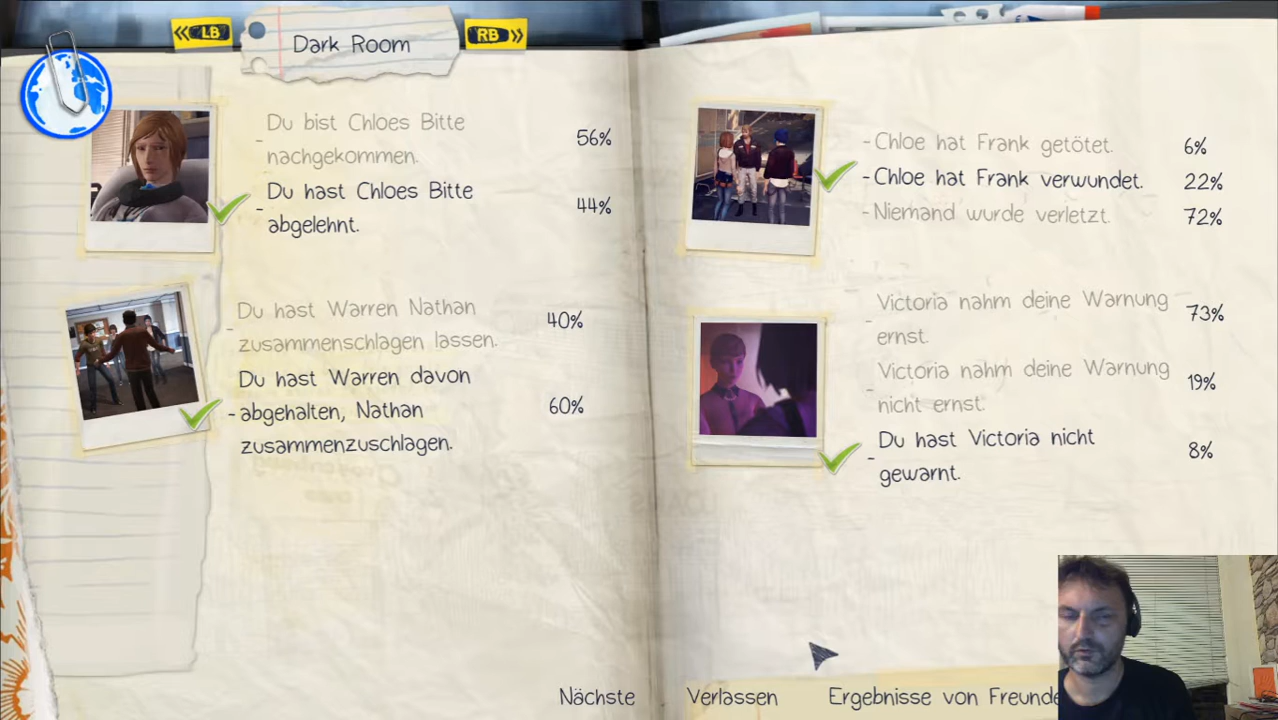 LB
Dark Room
RB
- Du bist Chloes Bitte
nachgekommen.
56%
- Du hast Chloes Bitte
abgelehnt.
44%
- Du hast Warren Nathan
zusammenschlagen lassen.
40%
- Du hast Warren davon
abgehalten, Nathan
zusammenzuschlagen.
60%
- Chloe hat Frank getötet. 6%
- Chloe hat Frank verwundet. 22%
- Niemand wurde verletzt. 72%
- Victoria nahm deine Warnung
ernst.
73%
- Victoria nahm deine Warnung
nicht ernst.
19%
- Du hast Victoria nicht
gewarnt.
8%
Nächste Verlassen Ergebnisse von Freunde